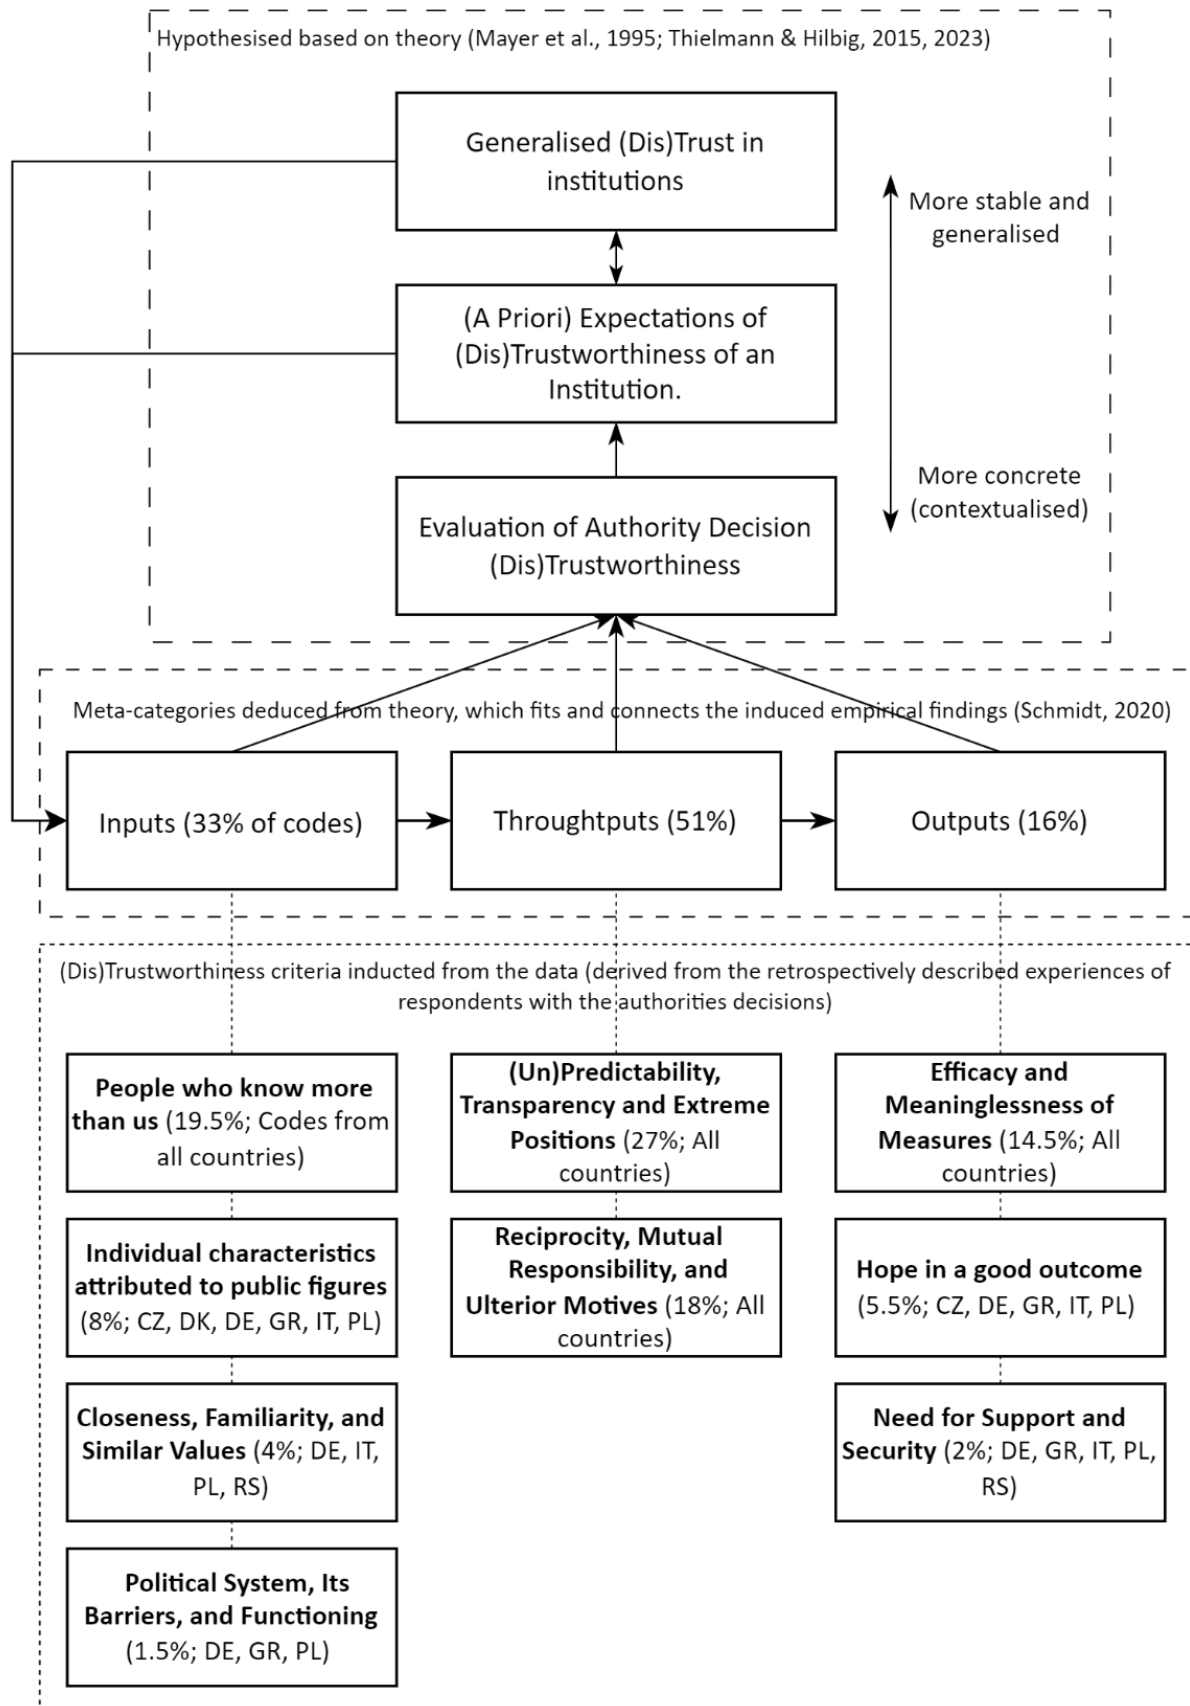 Hypothesised based on theory (Mayer et al., 1995; Thielmann & Hilbig, 2015, 2023)
Generalised (Dis)Trust in
institutions
More stable and
generalised
(A Priori) Expectations of
(Dis)Trustworthiness of an
Institution.
More concrete
(contextualised)
Evaluation of Authority Decision
(Dis)Trustworthiness
Meta-categories deduced from theory, which fits and connects the induced empirical findings (Schmidt, 2020)
Inputs (33% of codes)
Throughtputs (51%)
Outputs (16%)
(Dis)Trustworthiness criteria inducted from the data (derived from the retrospectively described experiences of
respondents with the authorities decisions)
People who know more
than us (19.5%; Codes from
all countries)
Individual characteristics
attributed to public figures
(8%; CZ, DK, DE, GR, IT, PL)
Closeness, Familiarity, and
Similar Values (4%; DE, IT,
PL, RS)
Political System, Its
Barriers, and Functioning
(1.5%; DE, GR, PL)
(Un)Predictability,
Transparency and Extreme
Positions (27%; All
countries)
Reciprocity, Mutual
Responsibility, and
Ulterior Motives (18%; All
countries)
Efficacy and
Meaninglessness of
Measures (14.5%; All
countries)
Hope in a good outcome
(5.5%; CZ, DE, GR, IT, PL)
Need for Support and
Security (2%; DE, GR, IT, PL,
RS)